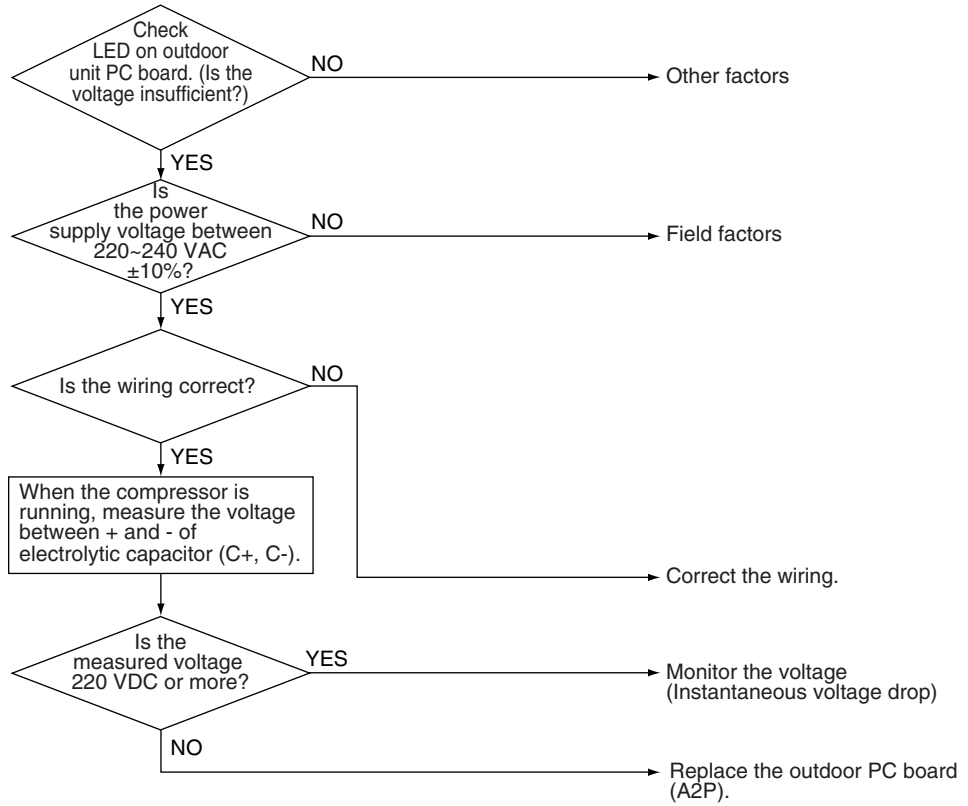 Check
LED on outdoor
unit PC board. (Is the
voltage insufficient?)
NO
Other factors
YES
Is
the power
supply voltage between
220~240 VAC
±10%?
NO
Field factors
YES
Is the wiring correct?
NO
YES
When the compressor is
running, measure the voltage
between + and - of
electrolytic capacitor (C+, C-).
Correct the wiring.
Is the
measured voltage
220 VDC or more?
YES
Monitor the voltage
(Instantaneous voltage drop)
NO
Replace the outdoor PC board
(A2P).